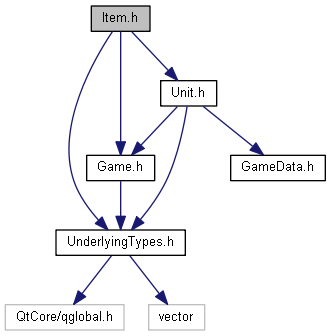 Item.h
Unit.h
Game.h
GameData.h
UnderlyingTypes.h
QtCore/qglobal.h
vector